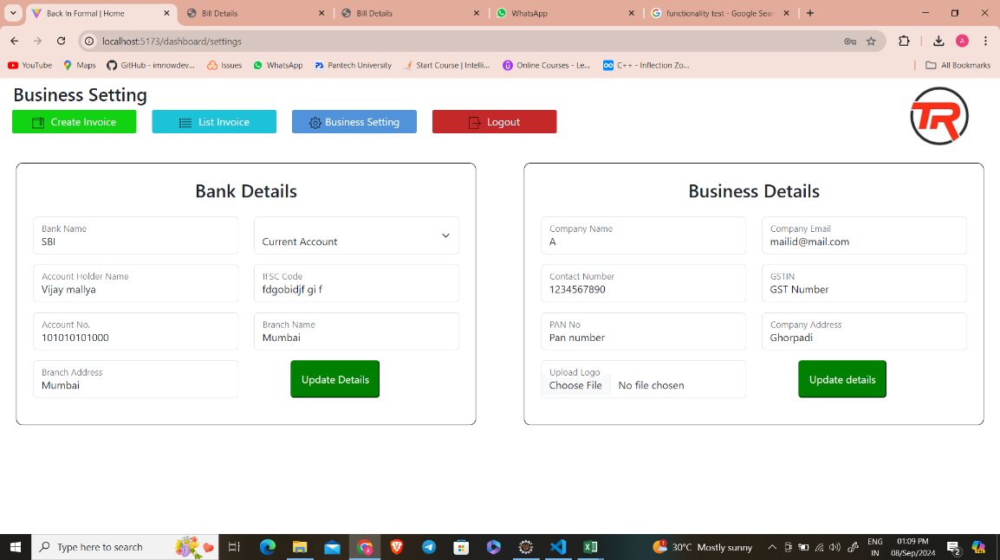 Back In Formal | Home
Bill Details
Bill Details
WhatsApp
functionality test - Google Sear
localhost:5173/dashboard/settings
A
YouTube
Maps
GitHub - imnowdev...
Issues
WhatsApp
Pantech University
Start Course | Intelli...
Online Courses - Le...
C++ - Inflection Zo...
All Bookmarks
Business Setting
Create Invoice
List Invoice
Business Setting
Logout
TR
Bank Details
Bank Name
SBI
Current Account
Account Holder Name
Vijay mallya
IFSC Code
fdgobidjf gi f
Account No.
101010101000
Branch Name
Mumbai
Branch Address
Mumbai
Update Details
Business Details
Company Name
A
Company Email
mailid@mail.com
Contact Number
1234567890
GSTIN
GST Number
PAN No
Pan number
Company Address
Ghorpadi
Upload Logo
Choose File No file chosen
Update details
Type here to search
30°C Mostly sunny
ENG
IN
01:09 PM
08/Sep/2024
2